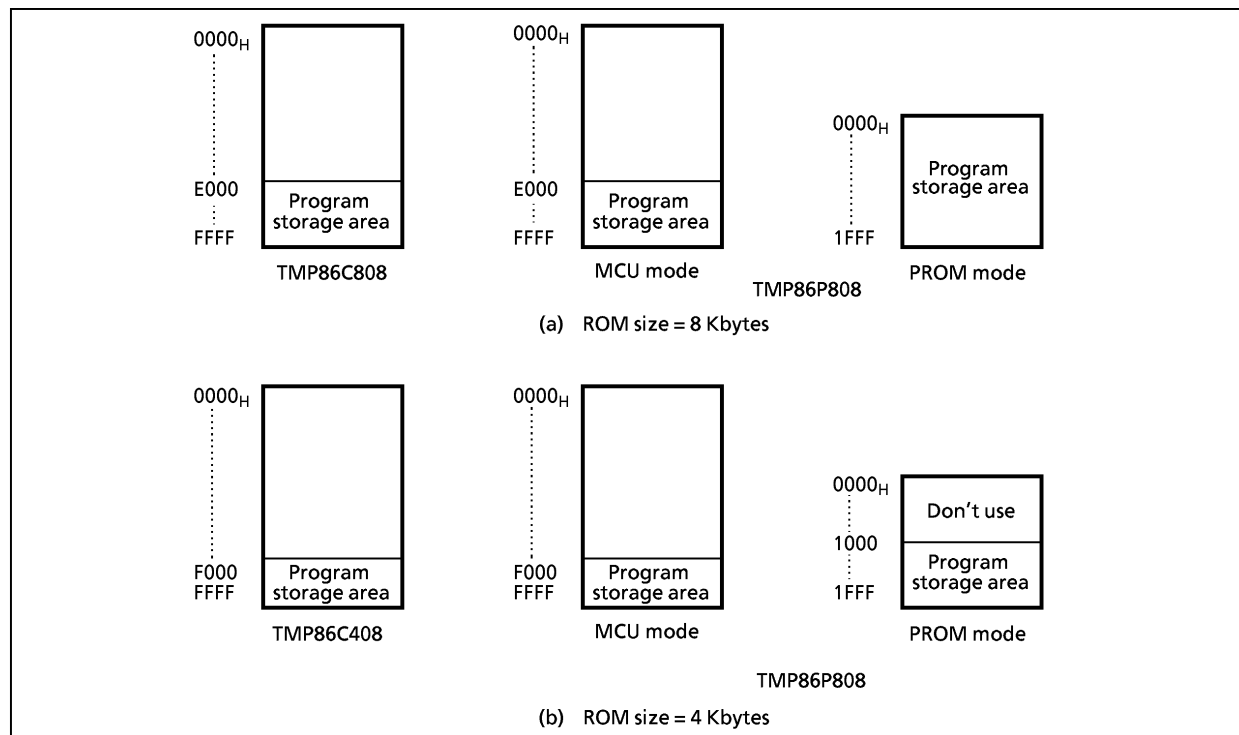 0000H
E000
FFFF
Program
storage area
TMP86C808
0000H
E000
FFFF
Program
storage area
MCU mode
0000H
1FFF
Program
storage area
PROM mode
TMP86P808
(a) ROM size = 8 Kbytes
0000H
F000
FFFF
Program
storage area
TMP86C408
0000H
F000
FFFF
Program
storage area
MCU mode
0000H
Don't use
1000
Program
storage area
1FFF
PROM mode
TMP86P808
(b) ROM size = 4 Kbytes